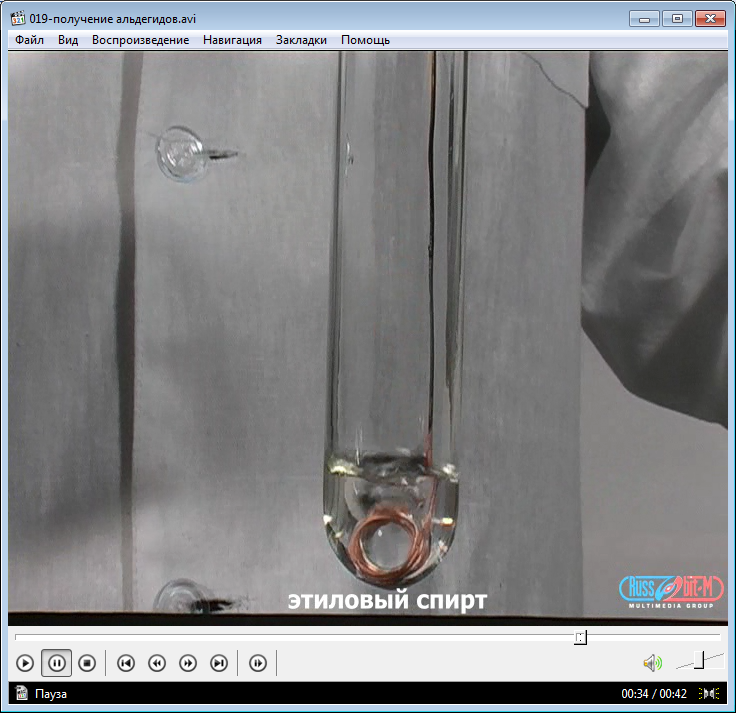 019-получение альдегидов.avi
Файл Вид Воспроизведение Навигация Закладки Помощь
этиловый спирт
Russobit-M
MULTIMEDIA GROUP
Пауза
00:34 / 00:42